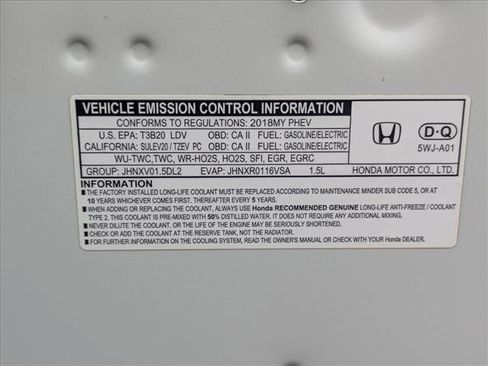 VEHICLE EMISSION CONTROL INFORMATION
CONFORMS TO REGULATIONS: 2018MY PHEV
U.S. EPA: T3B20 LDV OBD: CA II FUEL: GASOLINE/ELECTRIC
CALIFORNIA: SULEV20 / TZEV PC OBD: CA II FUEL: GASOLINE/ELECTRIC
WU-TWC, TWC, WR-HO2S, HO2S, SFI, EGR, EGRC
GROUP: JHNXV01.5DL2 EVAP: JHNXR0116VSA 1.5L HONDA MOTOR CO., LTD.
D·Q
5WJ-A01
INFORMATION
■ THE FACTORY INSTALLED LONG-LIFE COOLANT MUST BE REPLACED ACCORDING TO MAINTENANCE MINDER SUB CODE 5, OR AT
10 YEARS WHICHEVER COMES FIRST. THEREAFTER EVERY 5 YEARS.
■ WHEN ADDING OR REPLACING THE COOLANT, ALWAYS USE Honda RECOMMENDED GENUINE LONG-LIFE ANTI-FREEZE / COOLANT
TYPE 2. THIS COOLANT IS PRE-MIXED WITH 50% DISTILLED WATER. IT DOES NOT REQUIRE ANY ADDITIONAL MIXING.
■ NEVER DILUTE THE COOLANT, OR THE LIFE OF THE ENGINE MAY BE SERIOUSLY SHORTENED.
■ CHECK OR ADD THE COOLANT AT THE RESERVE TANK, NOT THE RADIATOR.
■ FOR FURTHER INFORMATION ON THE COOLING SYSTEM, READ THE OWNER'S MANUAL OR CHECK WITH YOUR Honda DEALER.